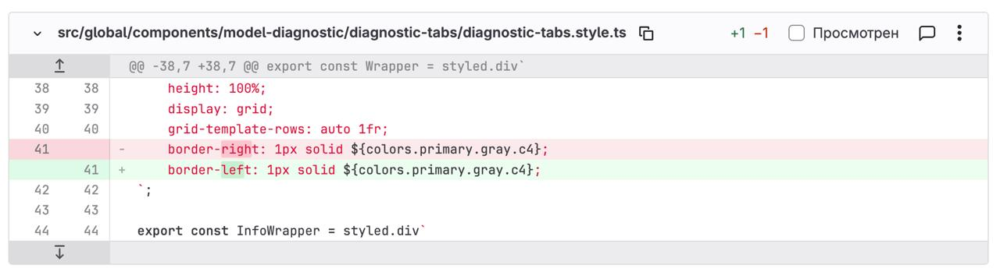 src/global/components/model-diagnostic/diagnostic-tabs/diagnostic-tabs.style.ts +1 −1 Просмотрен
@@ -38,7 +38,7 @@ export const Wrapper = styled.div`
38 38 height: 100%;
39 39 display: grid;
40 40 grid-template-rows: auto 1fr;
41 - border-right: 1px solid ${colors.primary.gray.c4};
41 + border-left: 1px solid ${colors.primary.gray.c4};
42 42 `;
43 43
44 44 export const InfoWrapper = styled.div`